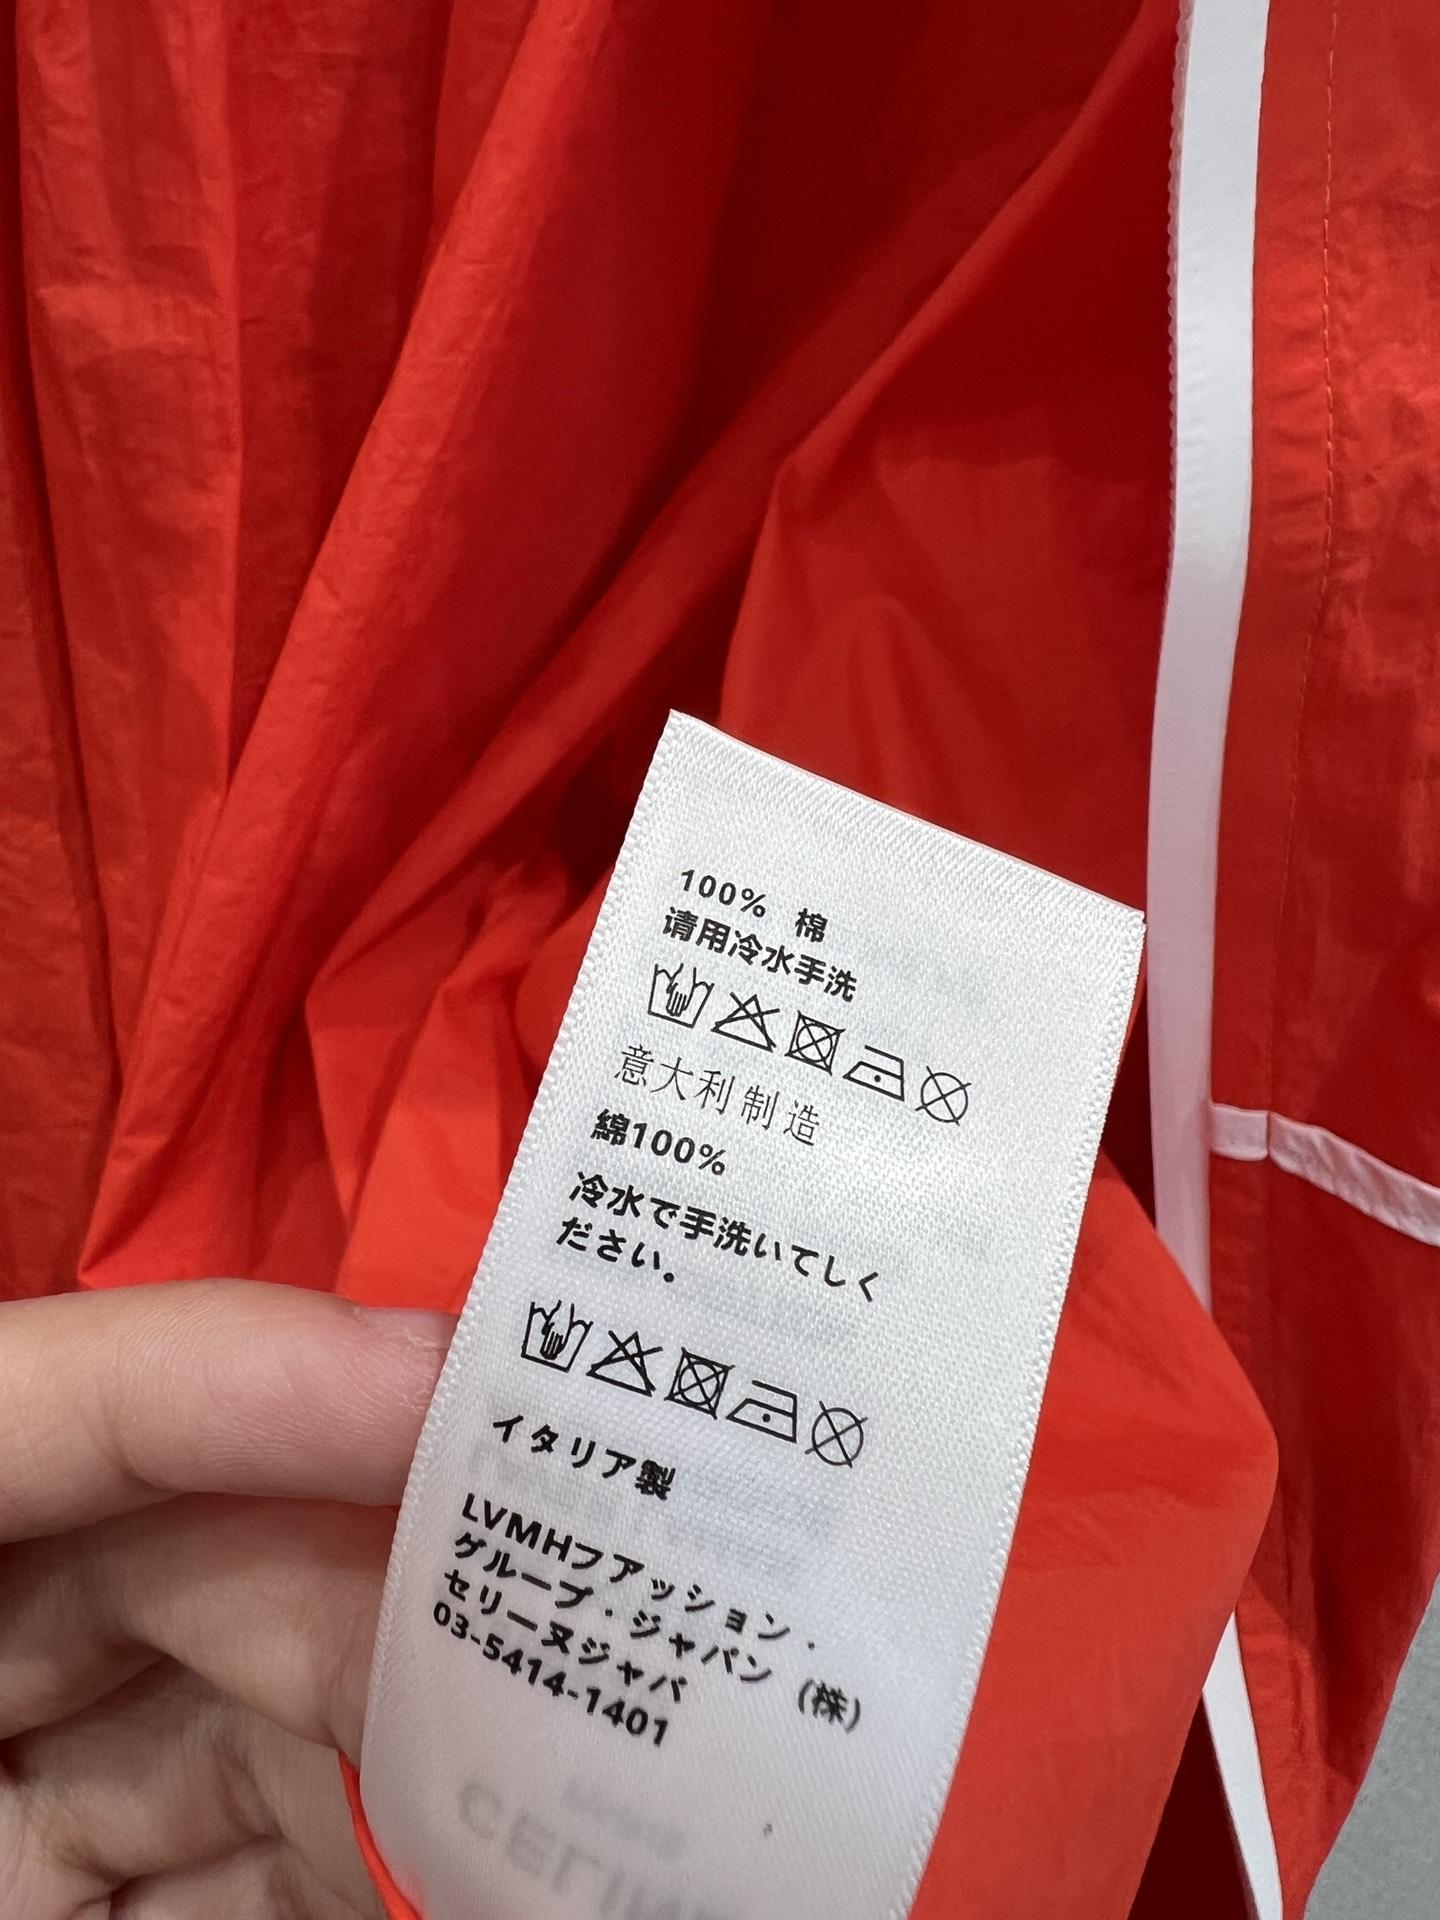 100% 棉
请用冷水手洗
意大利制造
綿100%
冷水で手洗いてしく
ださい。
イタリア製
LVMHファッション・
グループ・ジャパン (株)
セリーヌジャパ
03-5414-1401